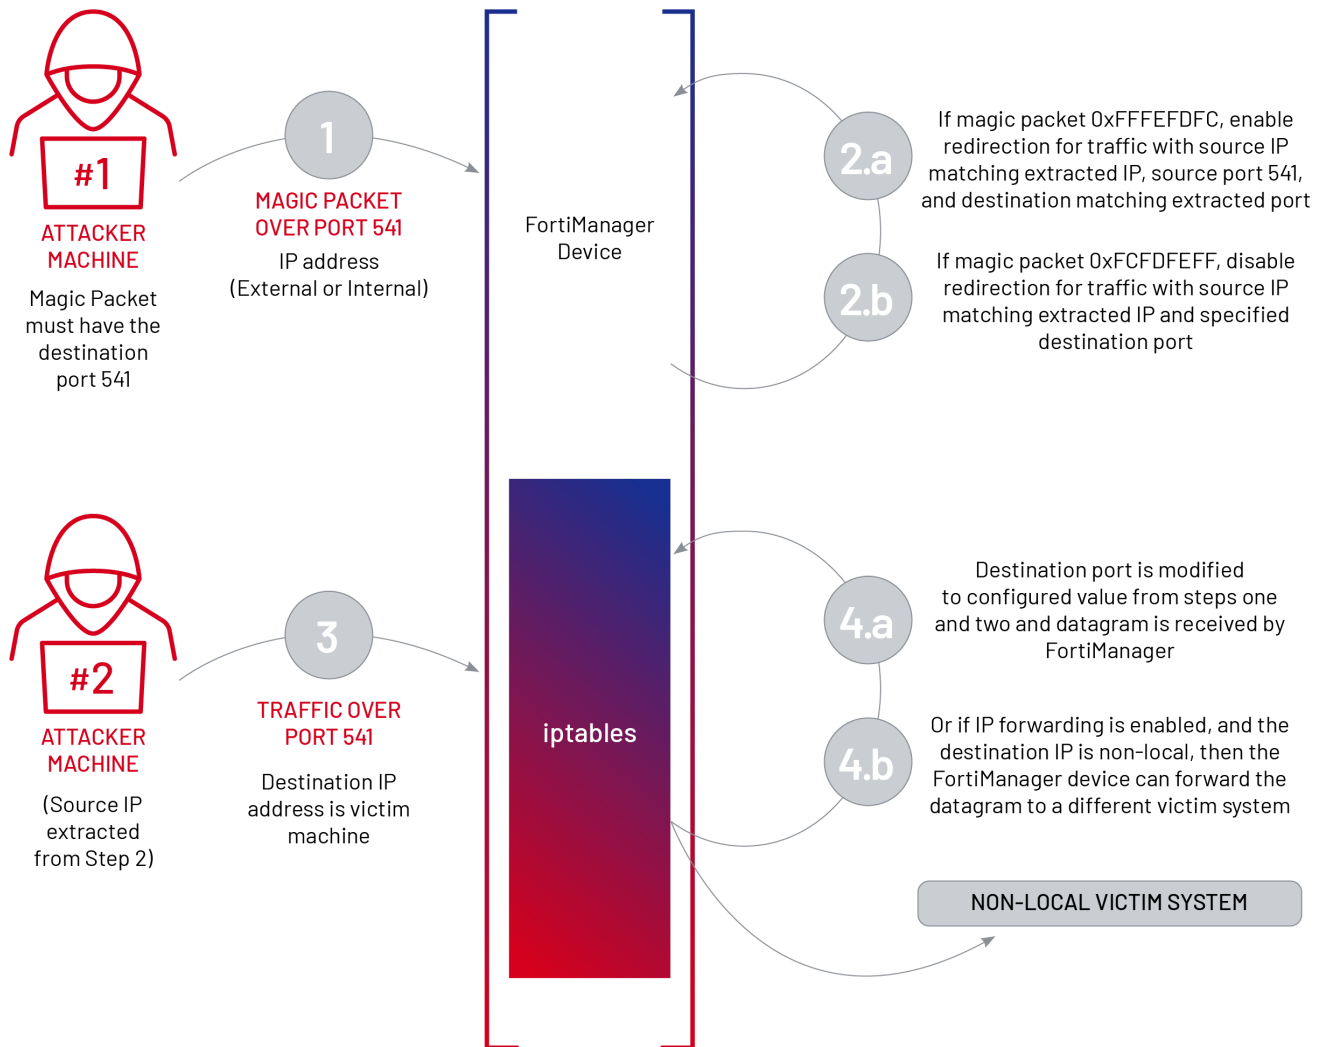 #1
ATTACKER
MACHINE
Magic Packet
must have the
destination
port 541
1
MAGIC PACKET
OVER PORT 541
IP address
(External or Internal)
FortiManager
Device
2.a
If magic packet 0xFFFEFDFC, enable
redirection for traffic with source IP
matching extracted IP, source port 541,
and destination matching extracted port
2.b
If magic packet 0xFCFDFEFF, disable
redirection for traffic with source IP
matching extracted IP and specified
destination port
#2
ATTACKER
MACHINE
(Source IP
extracted
from Step 2)
3
TRAFFIC OVER
PORT 541
Destination IP
address is victim
machine
iptables
4.a
Destination port is modified
to configured value from steps one
and two and datagram is received by
FortiManager
4.b
Or if IP forwarding is enabled, and the
destination IP is non-local, then the
FortiManager device can forward the
datagram to a different victim system
NON-LOCAL VICTIM SYSTEM